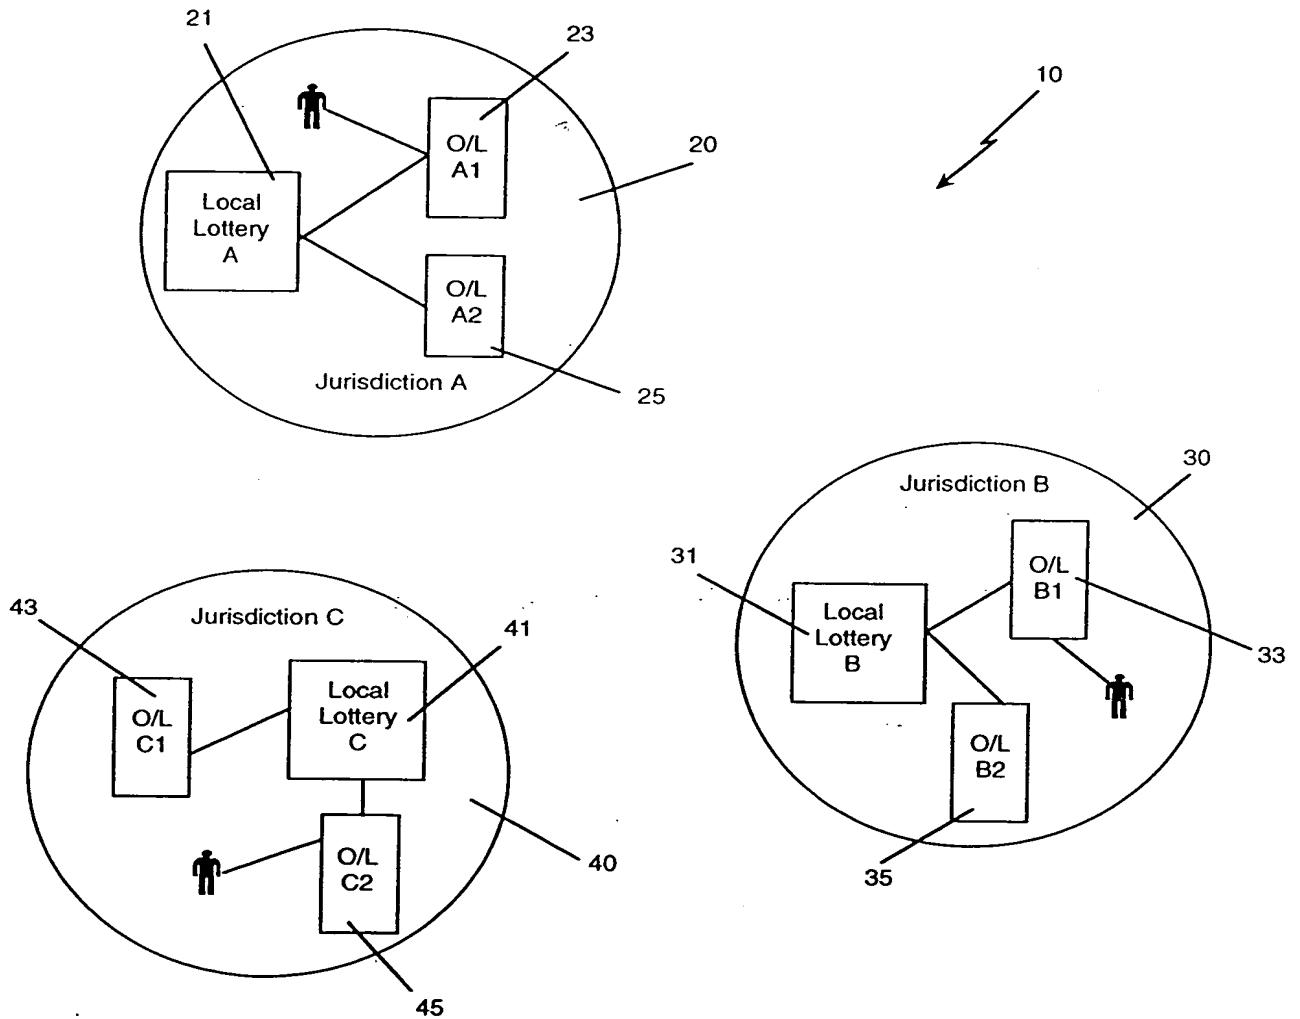 21
23
10
20
O/L
A1
Local
Lottery
A
O/L
A2
Jurisdiction A
25
30
Jurisdiction B
31
O/L
B1
Local
Lottery
B
33
O/L
B2
35
43
Jurisdiction C
41
Local
Lottery
C
O/L
C1
O/L
C2
40
45